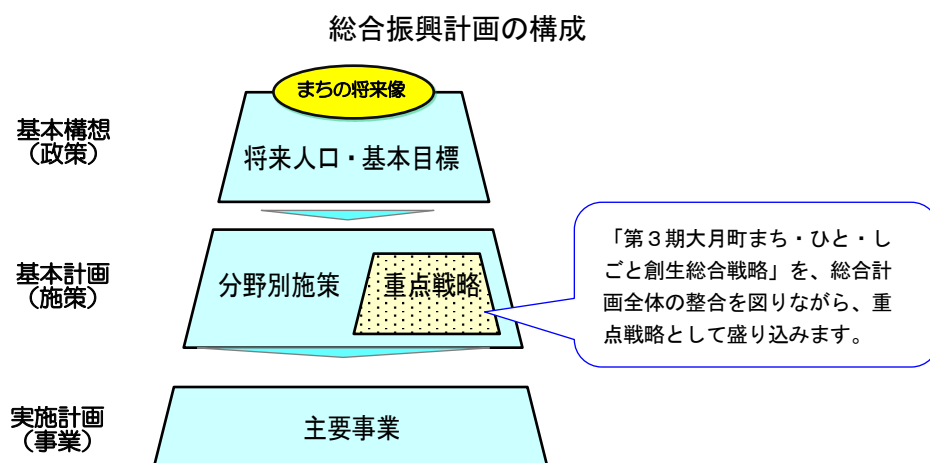 総合振興計画の構成
まちの将来像
基本構想
（政策）
将来人口・基本目標
基本計画
（施策）
分野別施策
重点戦略
「第３期大月町まち・ひと・し
ごと創生総合戦略」を、総合計
画全体の整合を図りながら、重
点戦略として盛り込みます。
実施計画
（事業）
主要事業